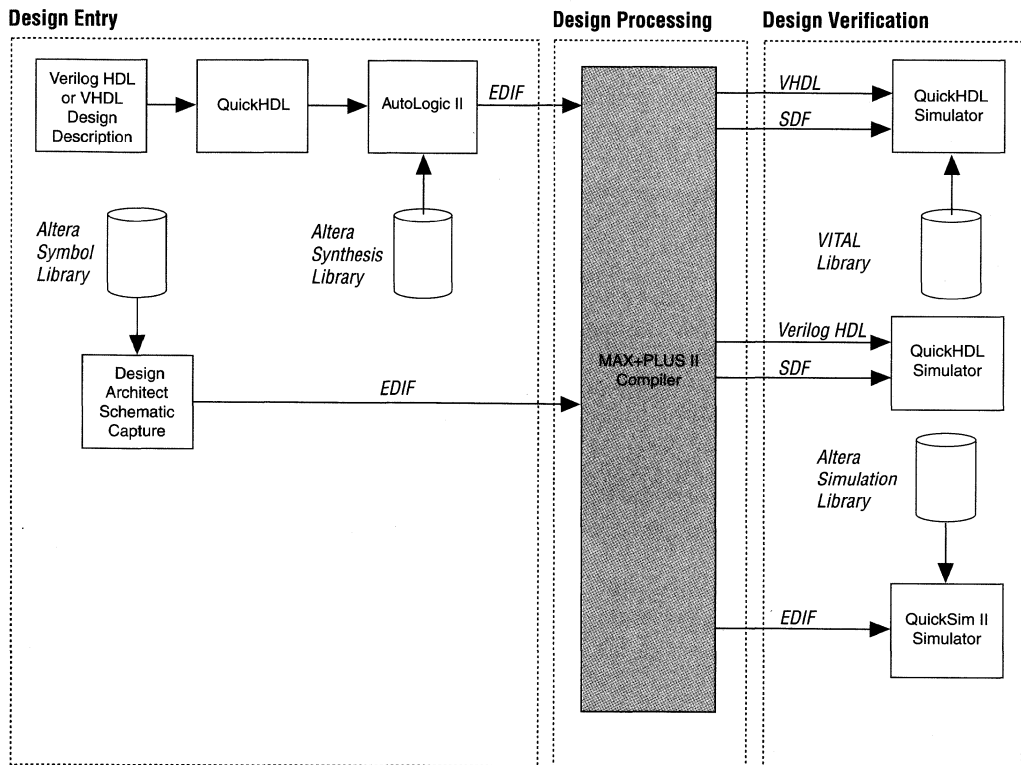 Design Entry
Design Processing
Design Verification
Verilog HDL
or VHDL
Design
Description
QuickHDL
AutoLogic II
EDIF
VHDL
SDF
QuickHDL
Simulator
Altera
Symbol
Library
Altera
Synthesis
Library
VITAL
Library
Design
Architect
Schematic
Capture
EDIF
MAX+PLUS II
Compiler
Verilog HDL
SDF
QuickHDL
Simulator
Altera
Simulation
Library
EDIF
QuickSim II
Simulator